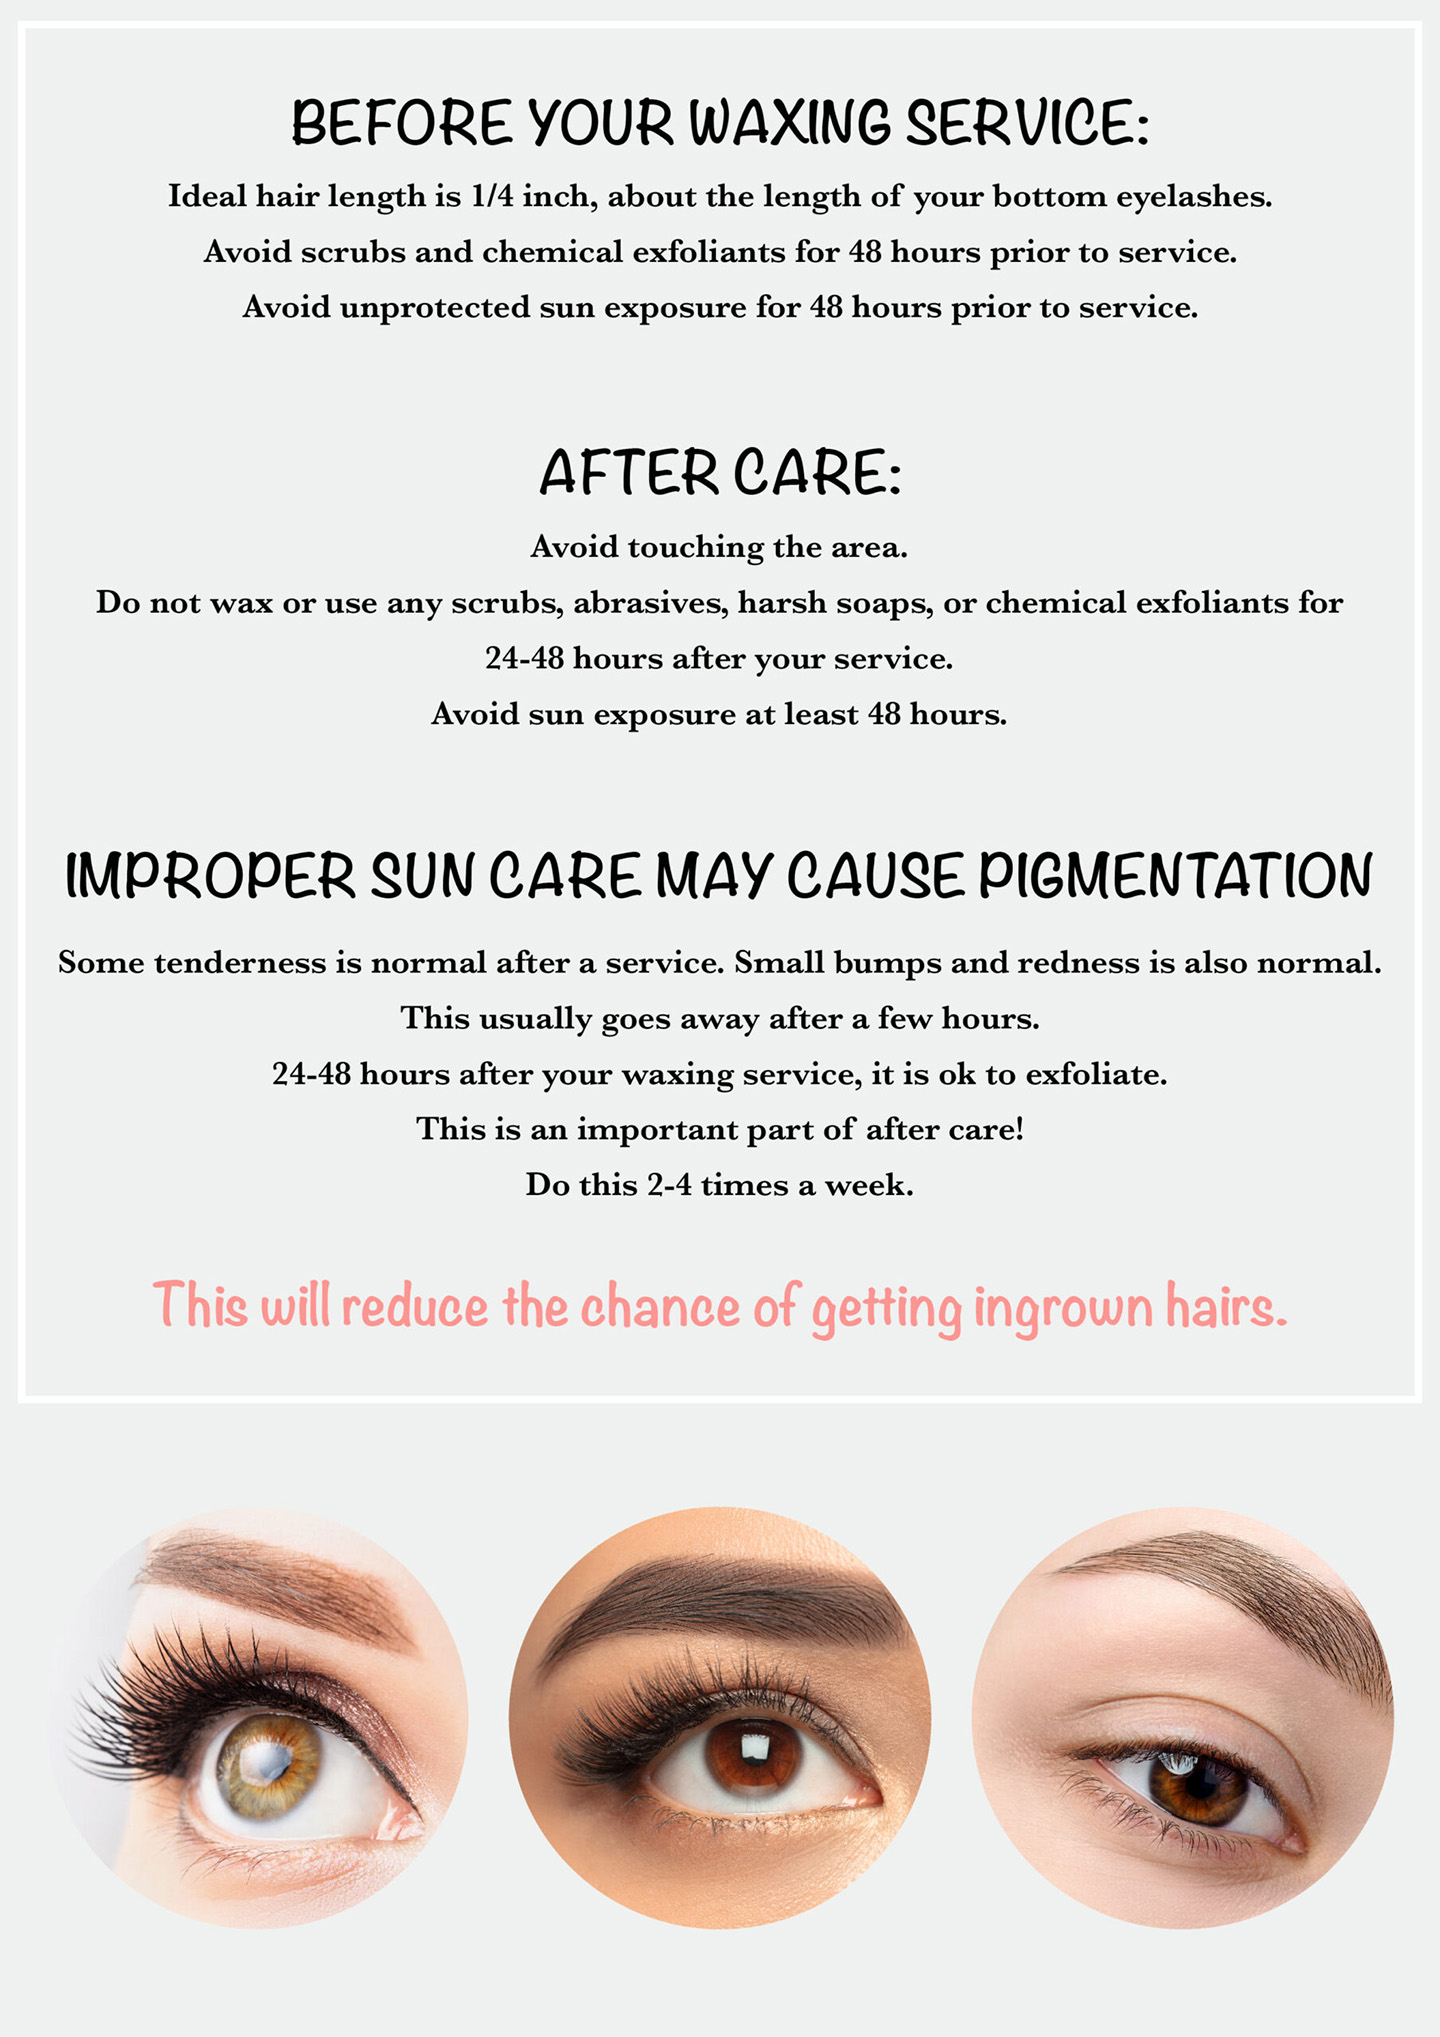 BEFORE YOUR WAXING SERVICE:
Ideal hair length is 1/4 inch, about the length of your bottom eyelashes.
Avoid scrubs and chemical exfoliants for 48 hours prior to service.
Avoid unprotected sun exposure for 48 hours prior to service.
AFTER CARE:
Avoid touching the area.
Do not wax or use any scrubs, abrasives, harsh soaps, or chemical exfoliants for
24-48 hours after your service.
Avoid sun exposure at least 48 hours.
IMPROPER SUN CARE MAY CAUSE PIGMENTATION
Some tenderness is normal after a service. Small bumps and redness is also normal.
This usually goes away after a few hours.
24-48 hours after your waxing service, it is ok to exfoliate.
This is an important part of after care!
Do this 2-4 times a week.
This will reduce the chance of getting ingrown hairs.